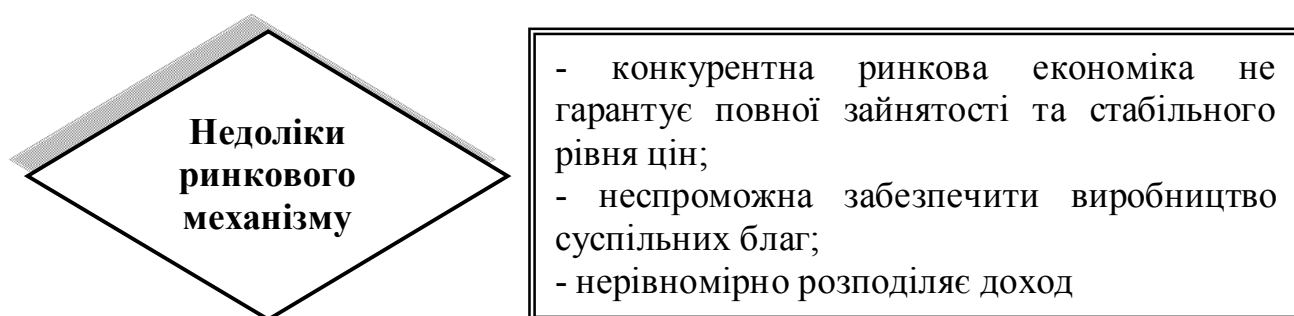 Недоліки
ринкового
механізму
- конкурентна ринкова економіка не
гарантує повної зайнятості та стабільного
рівня цін;
- неспроможна забезпечити виробництво
суспільних благ;
- нерівномірно розподіляє доход